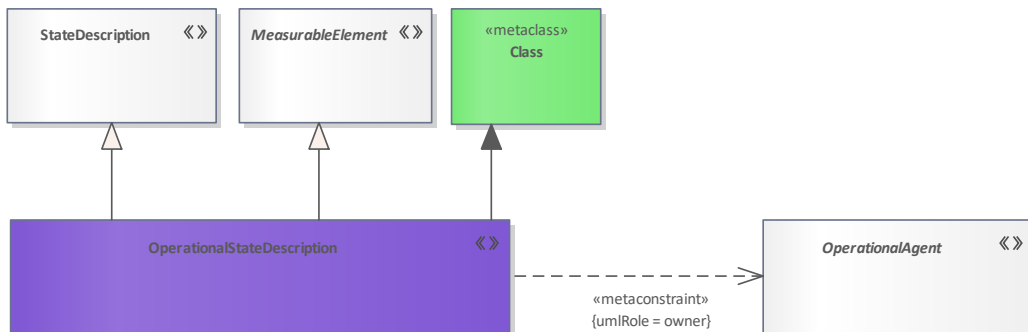 StateDescription «»
MeasurableElement «»
«metaclass»
Class
OperationalStateDescription «»
OperationalAgent «»
«metaconstraint»
{umlRole = owner}